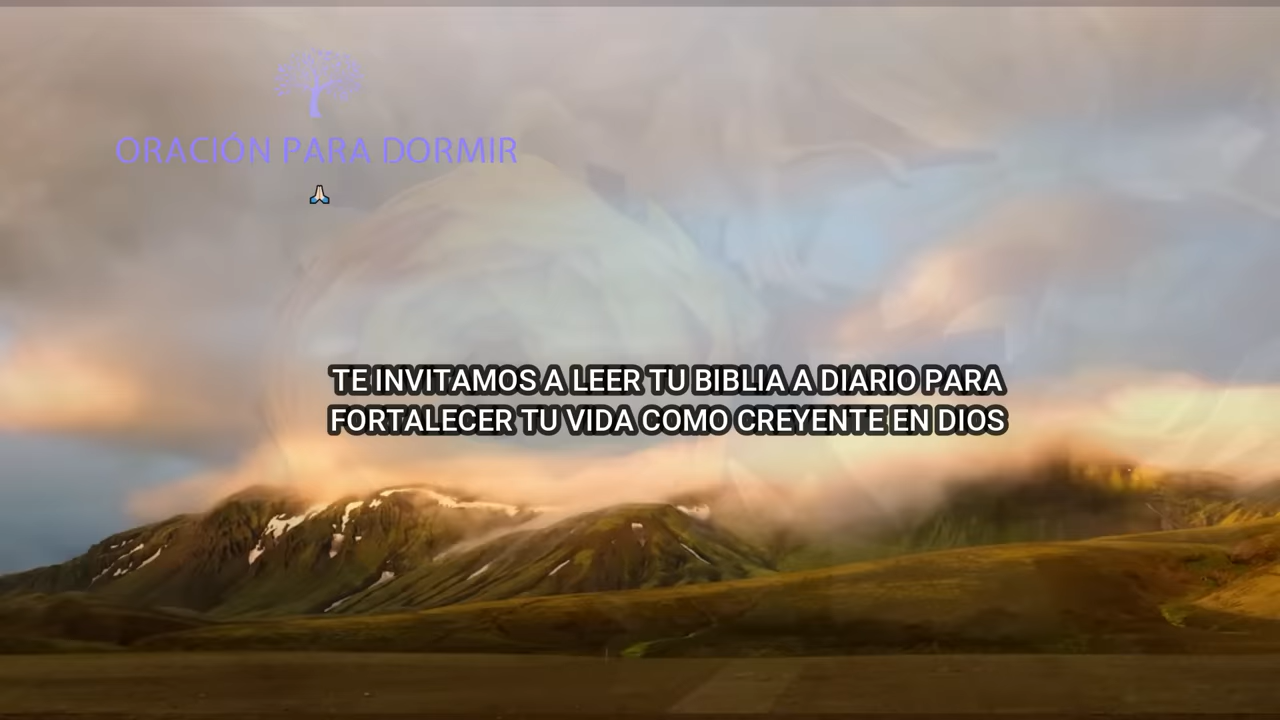 ORACIÓN PARA DORMIR
🙏🏻
TE INVITAMOS A LEER TU BIBLIA A DIARIO PARA
FORTALECER TU VIDA COMO CREYENTE EN DIOS